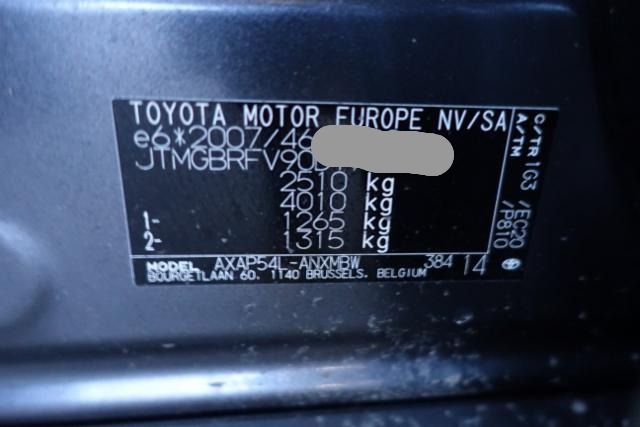 TOYOTA MOTOR EUROPE NV/SA
e6*2007/46
JTMGBRFV90D
2510 kg
4010 kg
1- 1265 kg
2- 1315 kg
MODEL AXAP54L-ANXMBW 384 14
BOURGETLAAN 60, 1140 BRUSSELS, BELGIUM
C/TR 1G3 /EC20
A/TM /P810